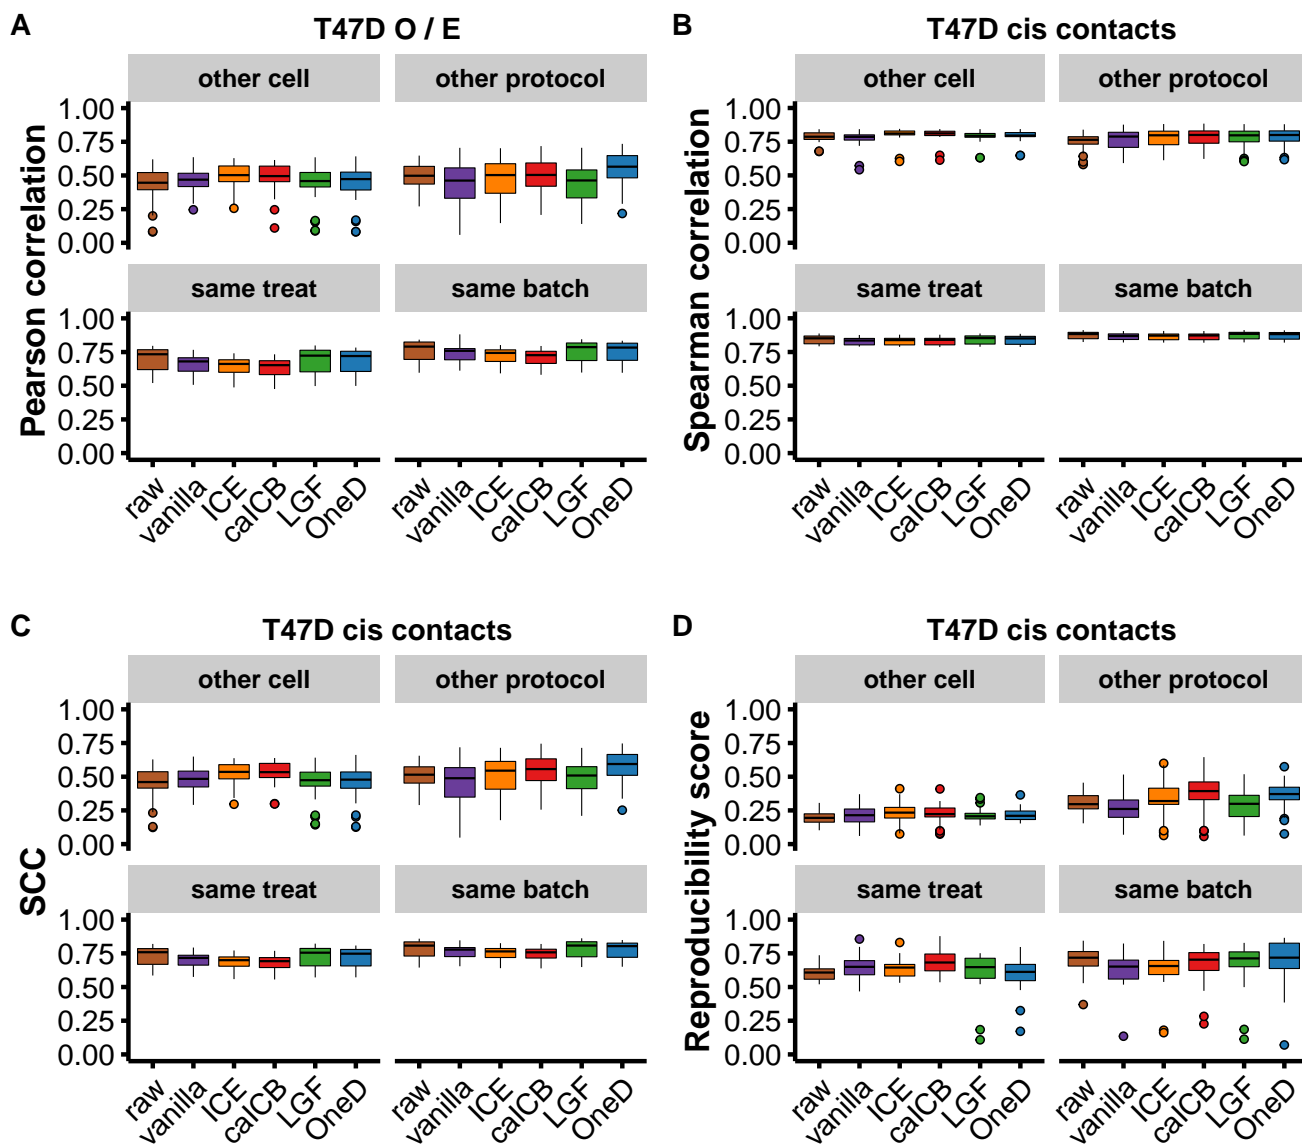 A
T47D O / E
other cell
other protocol
1.00
0.75
0.50
0.25
0.00
same treat
same batch
1.00
0.75
0.50
0.25
0.00
Pearson correlation
raw
vanilla
ICE
calCB
LGF
OneD
raw
vanilla
ICE
calCB
LGF
OneD
B
T47D cis contacts
other cell
other protocol
1.00
0.75
0.50
0.25
0.00
same treat
same batch
1.00
0.75
0.50
0.25
0.00
Spearman correlation
raw
vanilla
ICE
calCB
LGF
OneD
raw
vanilla
ICE
calCB
LGF
OneD
C
T47D cis contacts
other cell
other protocol
1.00
0.75
0.50
0.25
0.00
same treat
same batch
1.00
0.75
0.50
0.25
0.00
SCC
raw
vanilla
ICE
calCB
LGF
OneD
raw
vanilla
ICE
calCB
LGF
OneD
D
T47D cis contacts
other cell
other protocol
1.00
0.75
0.50
0.25
0.00
same treat
same batch
1.00
0.75
0.50
0.25
0.00
Reproducibility score
raw
vanilla
ICE
calCB
LGF
OneD
raw
vanilla
ICE
calCB
LGF
OneD